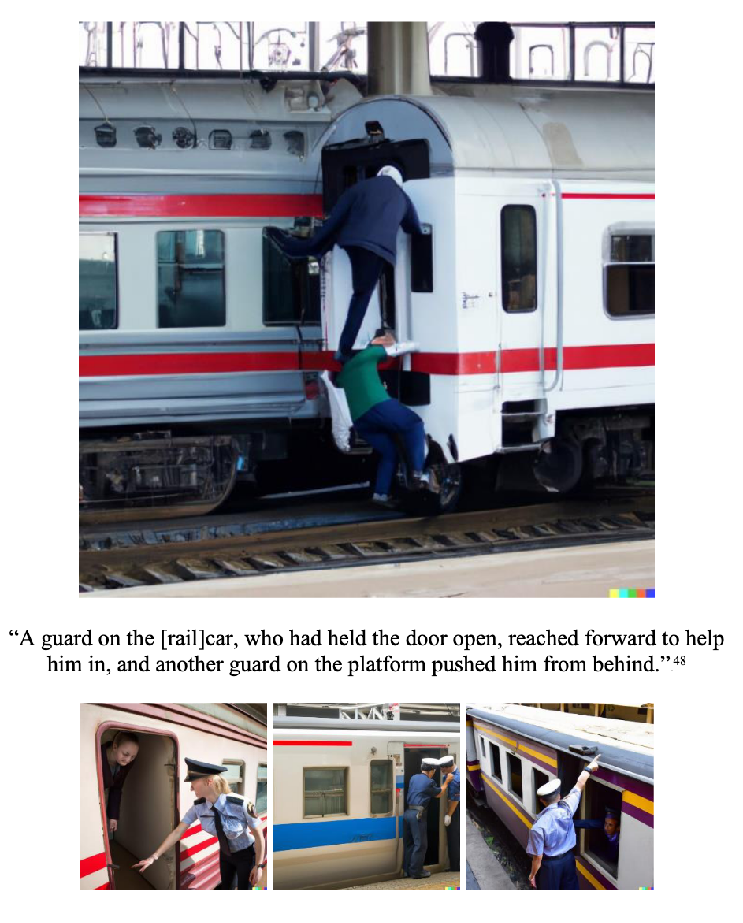 “A guard on the [rail]car, who had held the door open, reached forward to help
him in, and another guard on the platform pushed him from behind.”48